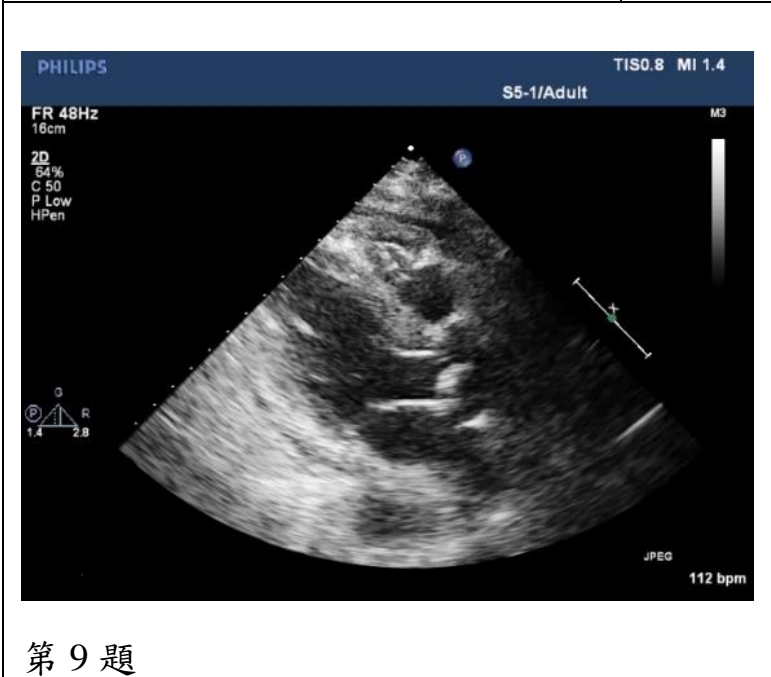 PHILIPS
TIS0.8 MI 1.4
S5-1/Adult
FR 48Hz
16cm
M3
2D
64%
C 50
P Low
HPen
P
G
P R
1.4 2.8
JPEG
112 bpm
第 9 題